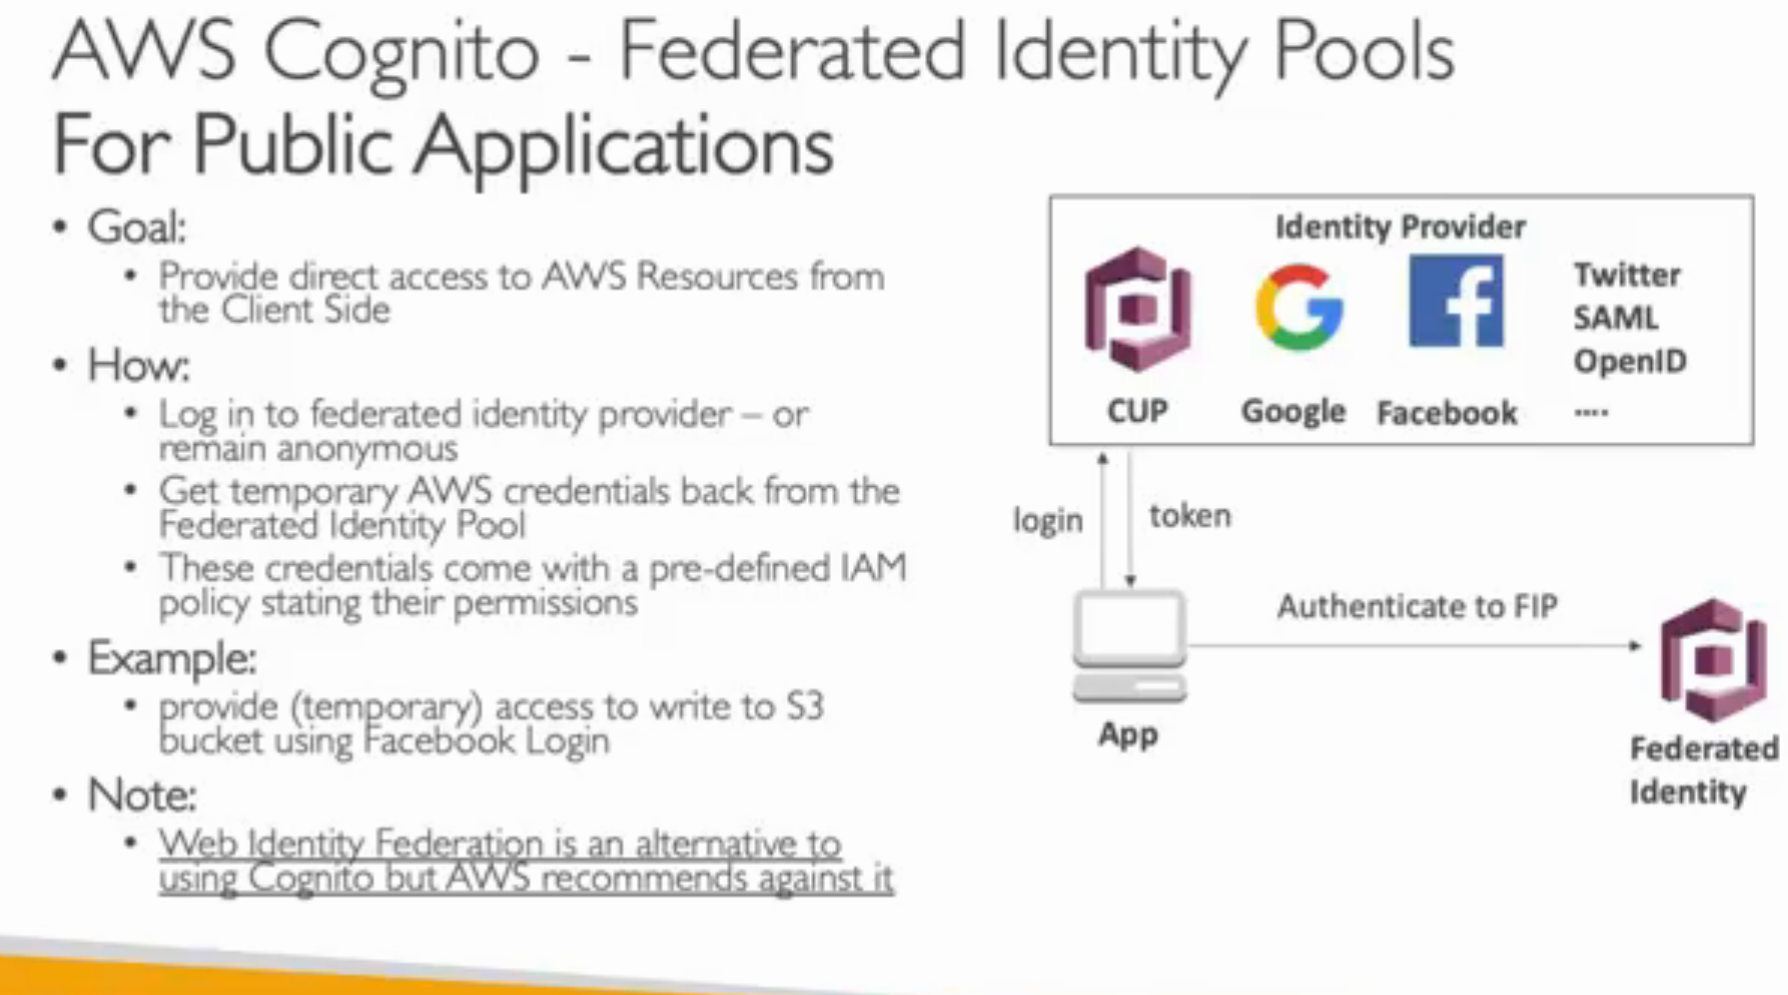 AWS Cognito - Federated Identity Pools
For Public Applications
• Goal:
• Provide direct access to AWS Resources from
the Client Side
• How:
• Log in to federated identity provider – or
remain anonymous
• Get temporary AWS credentials back from the
Federated Identity Pool
• These credentials come with a pre-defined IAM
policy stating their permissions
• Example:
• provide (temporary) access to write to S3
bucket using Facebook Login
• Note:
• Web Identity Federation is an alternative to
using Cognito but AWS recommends against it
Identity Provider
Twitter
SAML
OpenID
....
CUP
Google
Facebook
login
token
Authenticate to FIP
App
Federated
Identity